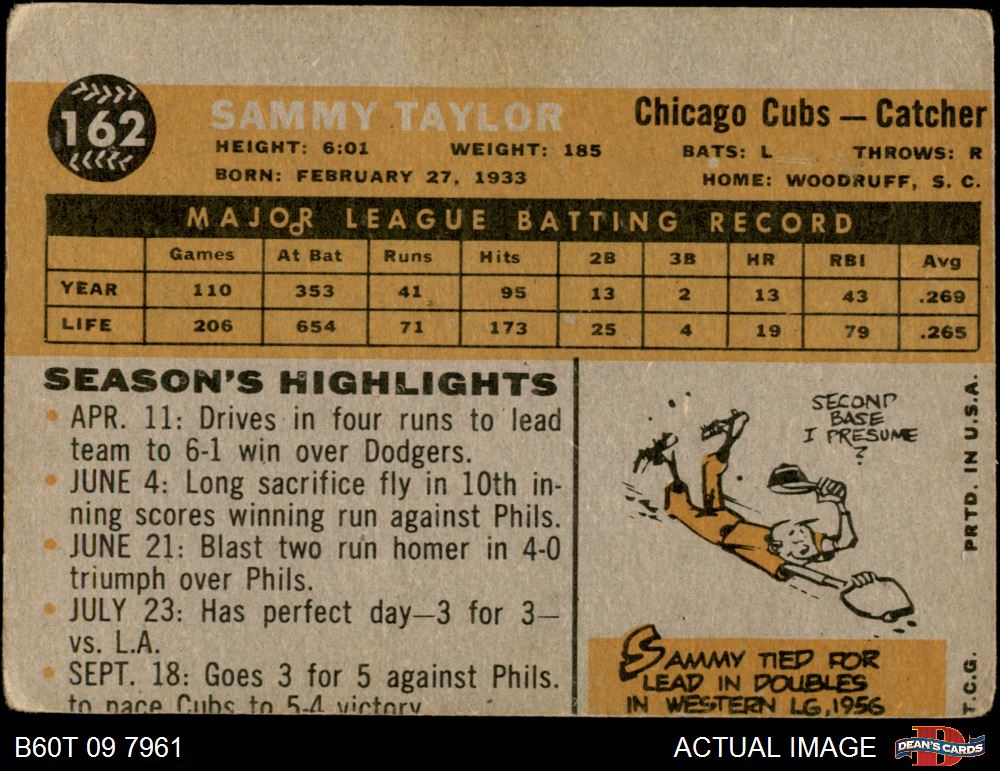 162
SAMMY TAYLOR
Chicago Cubs — Catcher
HEIGHT: 6:01 WEIGHT: 185 BATS: L THROWS: R
BORN: FEBRUARY 27, 1933 HOME: WOODRUFF, S. C.
MAJOR LEAGUE BATTING RECORD
Games At Bat Runs Hits 2B 3B HR RBI Avg
YEAR 110 353 41 95 13 2 13 43 .269
LIFE 206 654 71 173 25 4 19 79 .265
SEASON'S HIGHLIGHTS
• APR. 11: Drives in four runs to lead
team to 6-1 win over Dodgers.
• JUNE 4: Long sacrifice fly in 10th in-
ning scores winning run against Phils.
• JUNE 21: Blast two run homer in 4-0
triumph over Phils.
• JULY 23: Has perfect day—3 for 3—
vs. L.A.
• SEPT. 18: Goes 3 for 5 against Phils.
to pace Cubs to 5-4 victory.
SECOND
BASE
I PRESUME
?
SAMMY TIED FOR
LEAD IN DOUBLES
IN WESTERN LG, 1956
PRTD. IN U.S.A.
T.C.G.
B60T 09 7961
ACTUAL IMAGE
DEAN'S CARDS